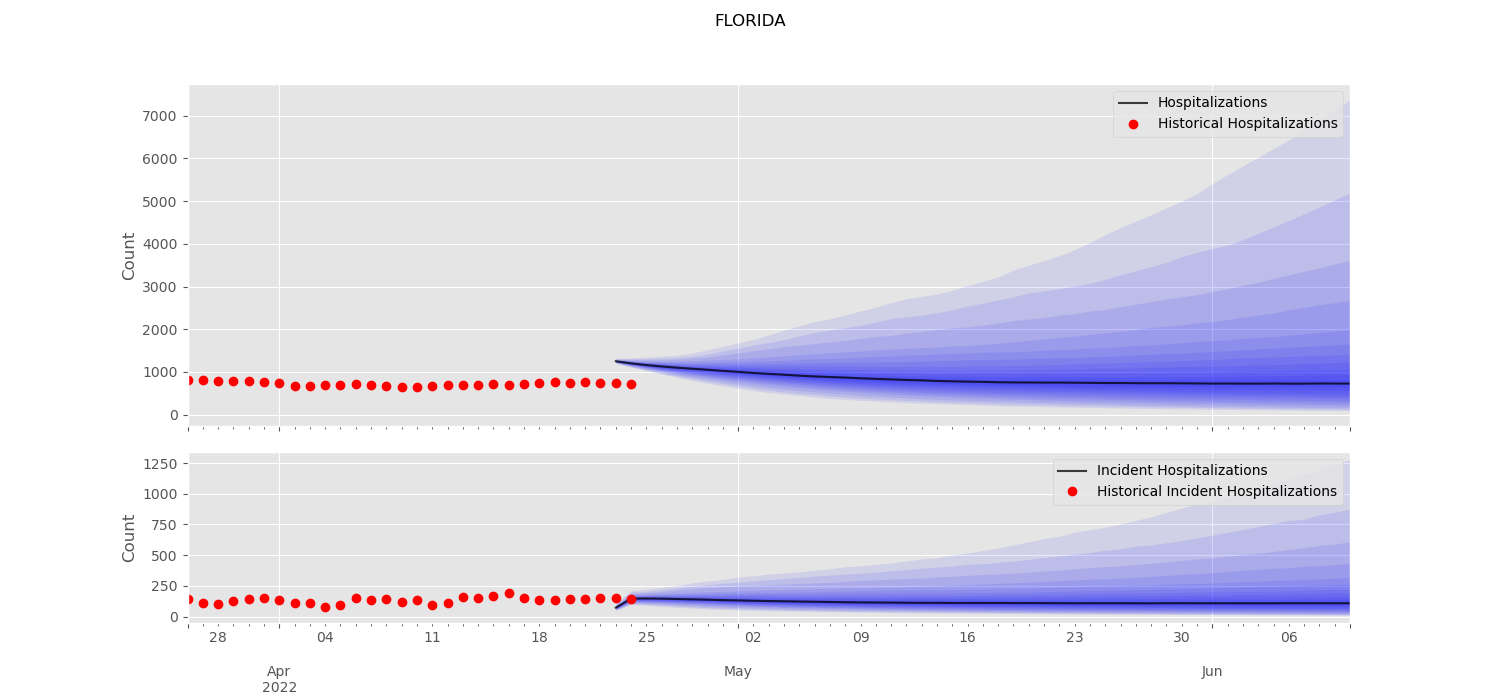 FLORIDA
Hospitalizations
Historical Hospitalizations
7000
6000
5000
4000
3000
2000
1000
0
Count
Incident Hospitalizations
Historical Incident Hospitalizations
1250
1000
750
500
250
0
Count
28 04 11 18 25 02 09 16 23 30 06
Apr May Jun
2022